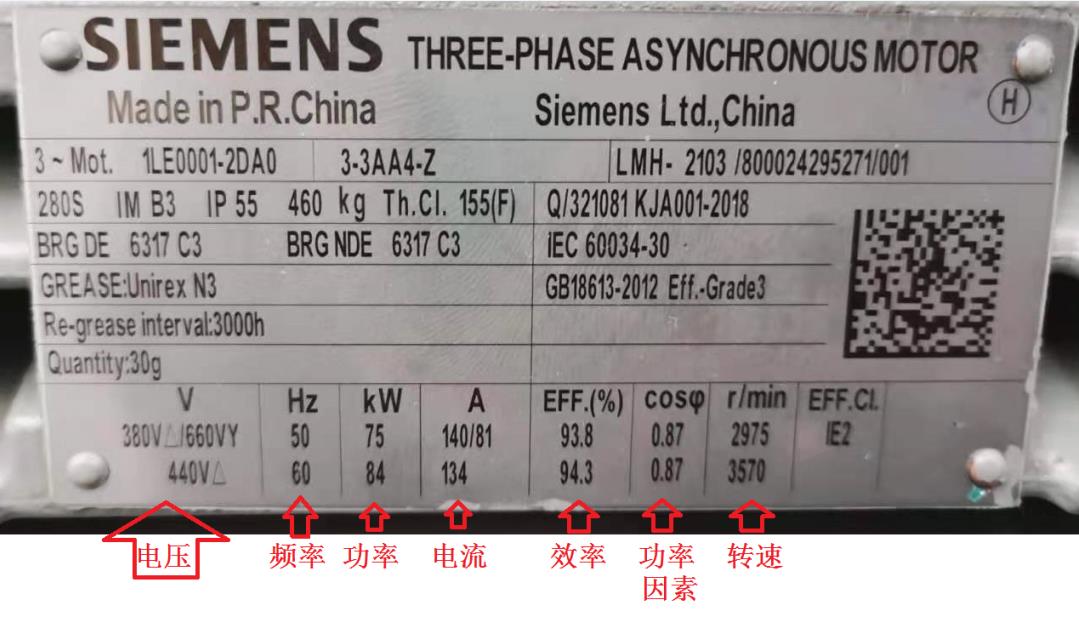 SIEMENS THREE-PHASE ASYNCHRONOUS MOTOR
Made in P.R.China Siemens Ltd.,China H
3 ~ Mot. 1LE0001-2DA0 3-3AA4-Z LMH- 2103 /800024295271/001
280S IM B3 IP 55 460 kg Th.Cl. 155(F) Q/321081 KJA001-2018
BRG DE 6317 C3 BRG NDE 6317 C3 IEC 60034-30
GREASE:Unirex N3 GB18613-2012 Eff.-Grade3
Re-grease interval:3000h
Quantity:30g
V Hz kW A EFF.(%) cosφ r/min EFF.Cl.
380V△/660VY 50 75 140/81 93.8 0.87 2975 IE2
440V△ 60 84 134 94.3 0.87 3570
电压 频率 功率 电流 效率 功率 转速
因素